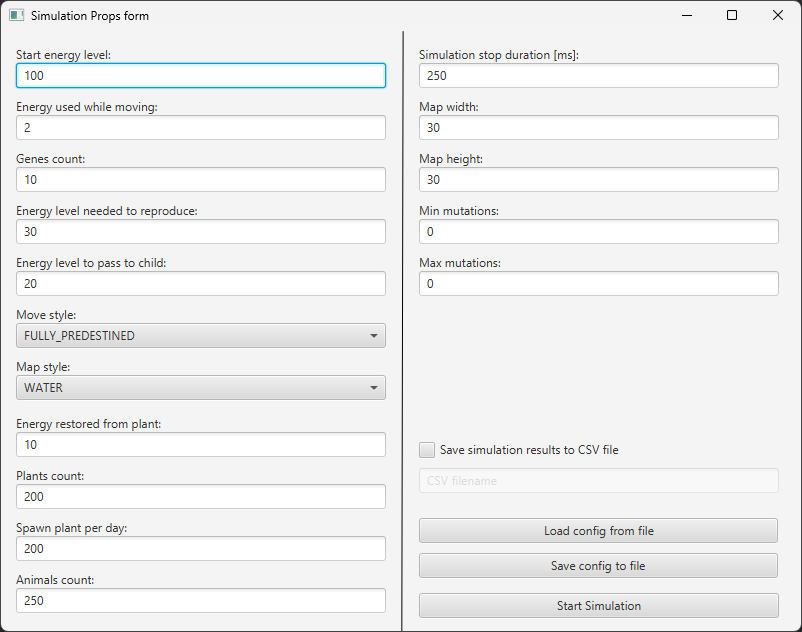 Simulation Props form
Start energy level:
100
Energy used while moving:
2
Genes count:
10
Energy level needed to reproduce:
30
Energy level to pass to child:
20
Move style:
FULLY_PREDESTINED
Map style:
WATER
Energy restored from plant:
10
Plants count:
200
Spawn plant per day:
200
Animals count:
250
Simulation stop duration [ms]:
250
Map width:
30
Map height:
30
Min mutations:
0
Max mutations:
0
Save simulation results to CSV file
CSV filename
Load config from file
Save config to file
Start Simulation